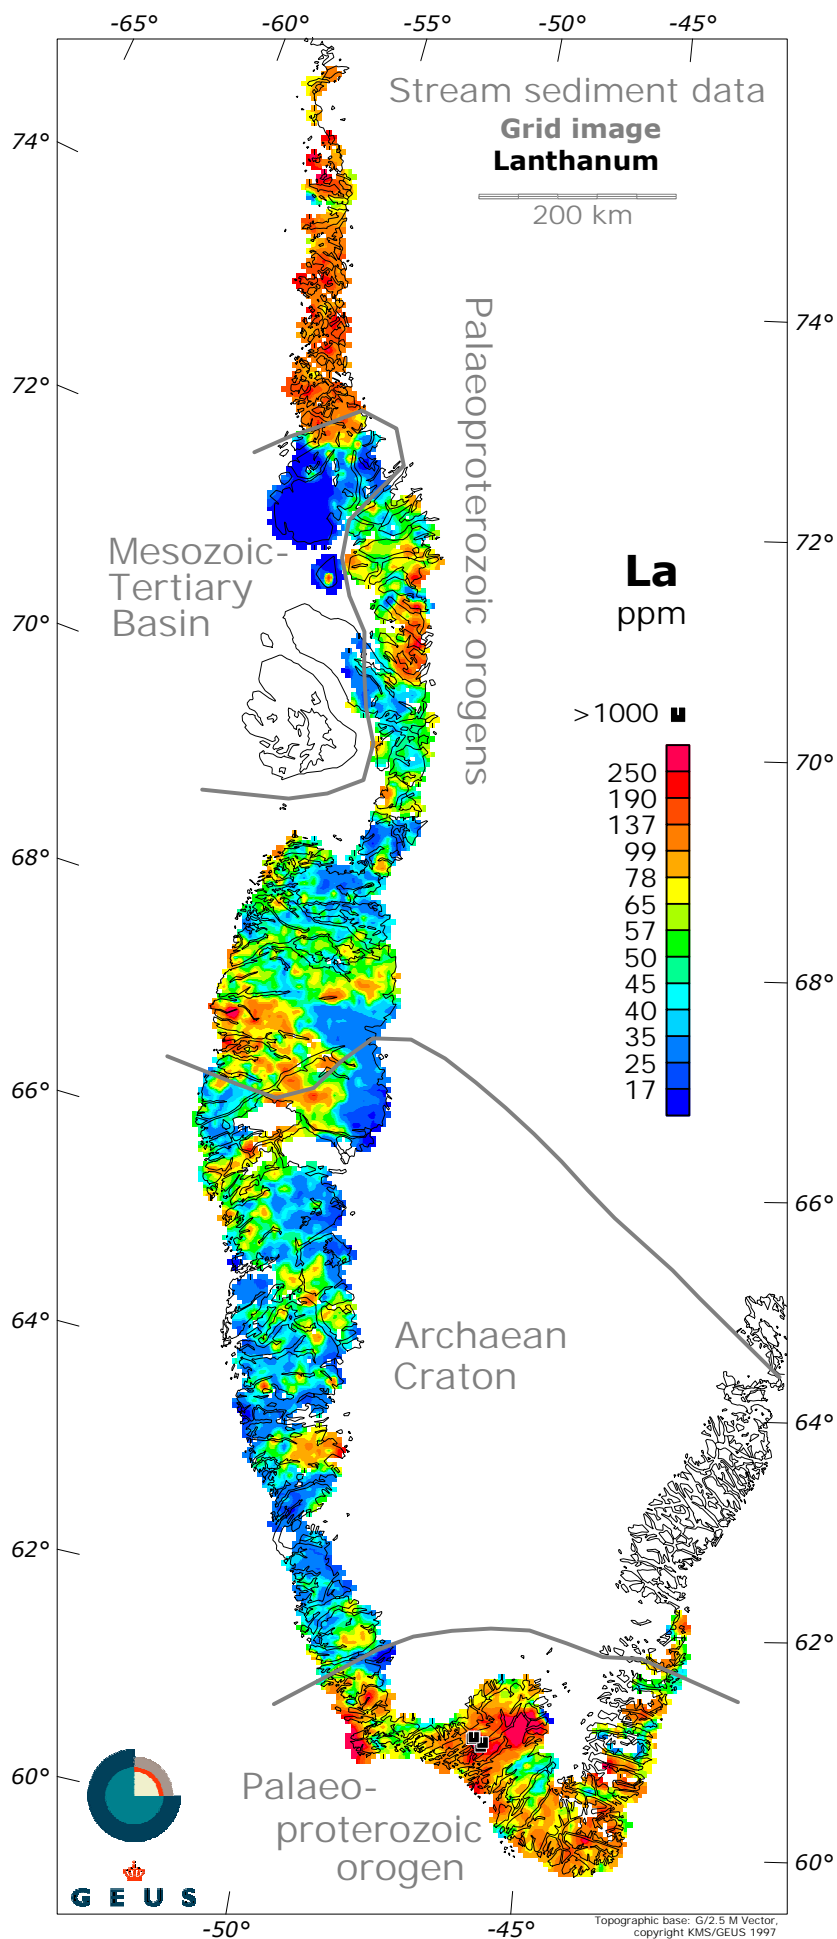 -65° -60° -55° -50° -45°
Stream sediment data
Grid image
Lanthanum
200 km
74°
74°
72°
72°
70°
70°
68°
68°
66°
66°
64°
64°
62°
62°
60°
60°
Palaeoproterozoic orogens
Mesozoic-
Tertiary
Basin
La
ppm
>1000
250
190
137
99
78
65
57
50
45
40
35
25
17
Archaean
Craton
Palaeo-
proterozoic
orogen
G E U S
-50° -45°
Topographic base: G/2.5 M Vector,
copyright KMS/GEUS 1997